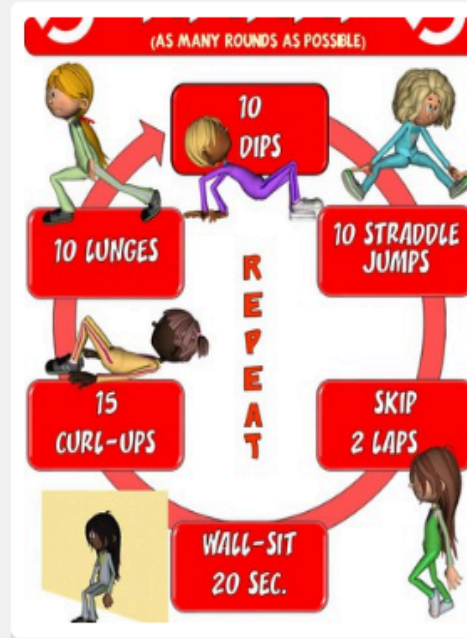 (AS MANY ROUNDS AS POSSIBLE)
10
DIPS
10 STRADDLE
JUMPS
SKIP
2 LAPS
WALL-SIT
20 SEC.
15
CURL-UPS
10 LUNGES
REPEAT